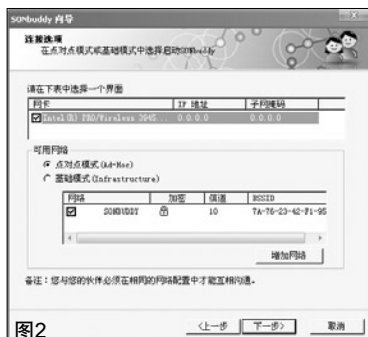 SONbuddy 向导
连接选项
在点对点模式或基础模式中选择启动SONbuddy
请在下表中选择一个界面
网卡 IP 地址 子网掩码
Intel(R) PRO/Wireless 3945... 0.0.0.0 0.0.0.0
可用网络
点对点模式(Ad-Hoc)
基础模式(Infrastructure)
网络 加密 信道 BSSID
SONBUDDY 10 7A-76-23-42-F1-95
增加网络
备注：您与您的伙伴必须在相同的网络配置中才能互相沟通。
<上一步 下一步> 取消
图2